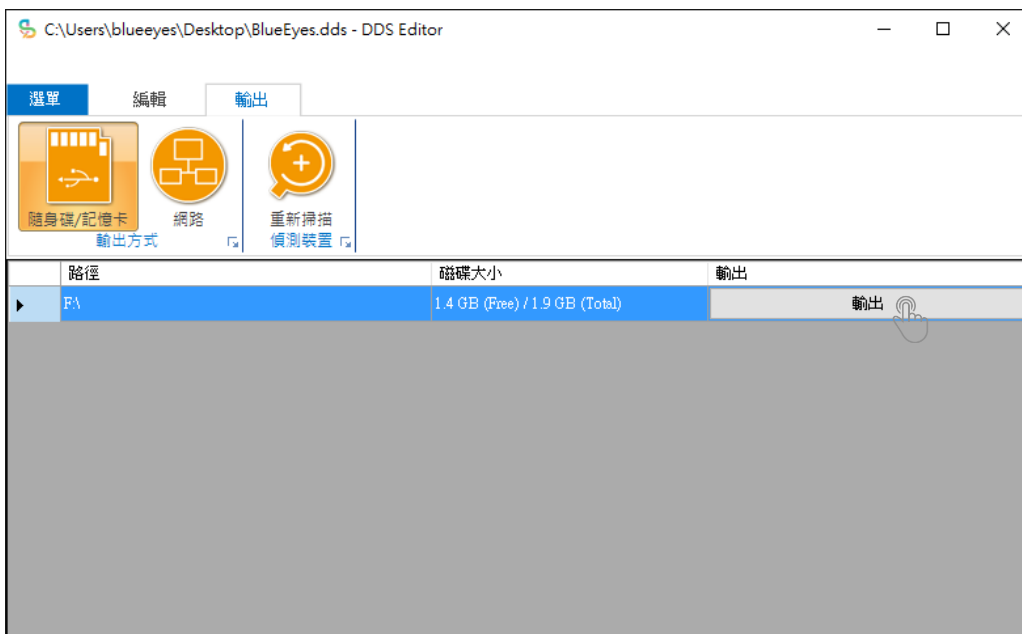 C:\Users\blueeyes\Desktop\BlueEyes.dds - DDS Editor
選單 編輯 輸出
隨身碟/記憶卡 網路 重新掃描
輸出方式 偵測裝置
路徑 磁碟大小 輸出
F:\ 1.4 GB (Free) / 1.9 GB (Total) 輸出